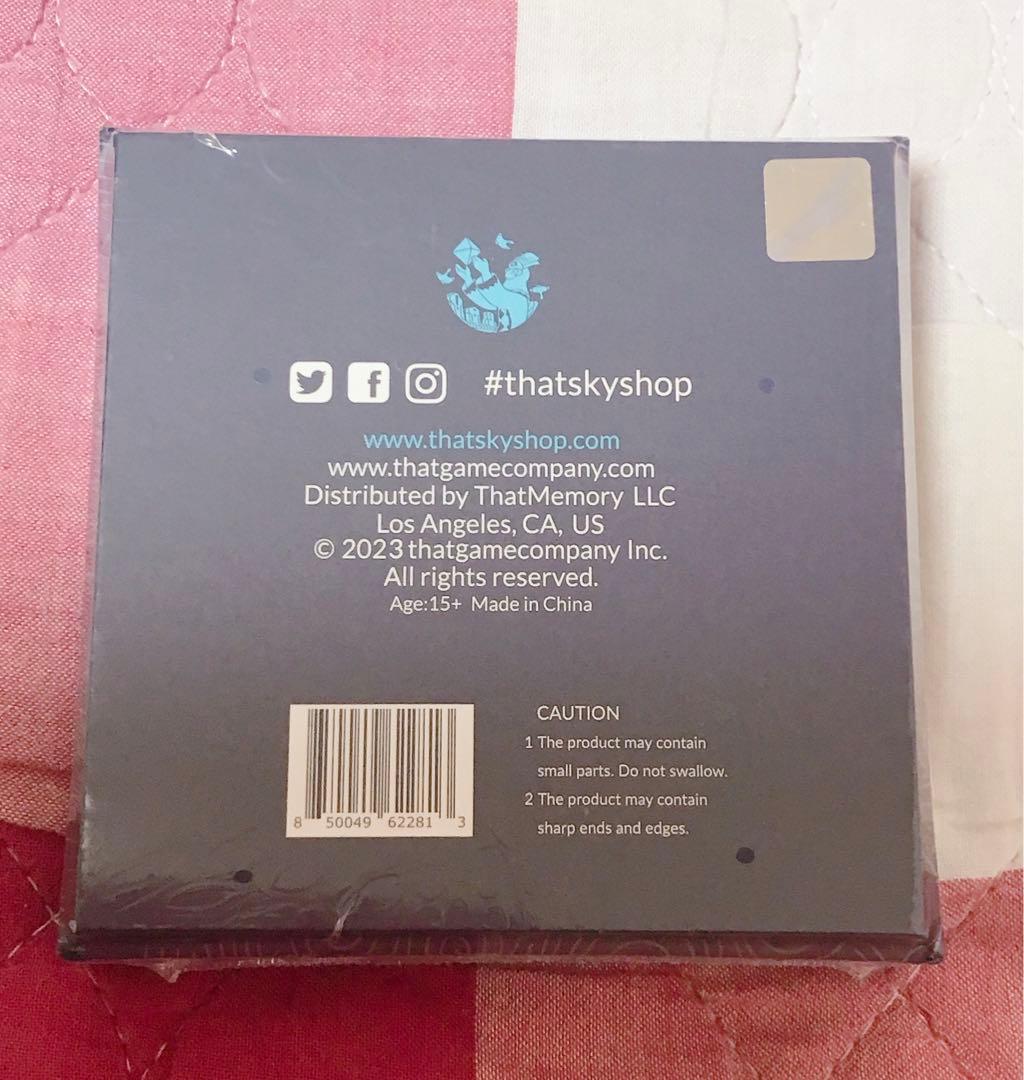 #thatskyshop
www.thatskyshop.com
www.thatgamecompany.com
Distributed by ThatMemory LLC
Los Angeles, CA, US
© 2023 thatgamecompany Inc.
All rights reserved.
Age:15+ Made in China
CAUTION
1 The product may contain
small parts. Do not swallow.
2 The product may contain
sharp ends and edges.
8 50049 62281 3